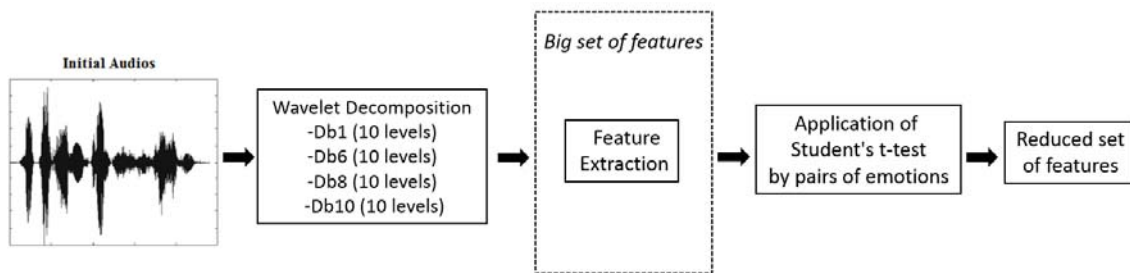 Initial Audios
Wavelet Decomposition
-Db1 (10 levels)
-Db6 (10 levels)
-Db8 (10 levels)
-Db10 (10 levels)
Big set of features
Feature
Extraction
Application of
Student's t-test
by pairs of emotions
Reduced set
of features